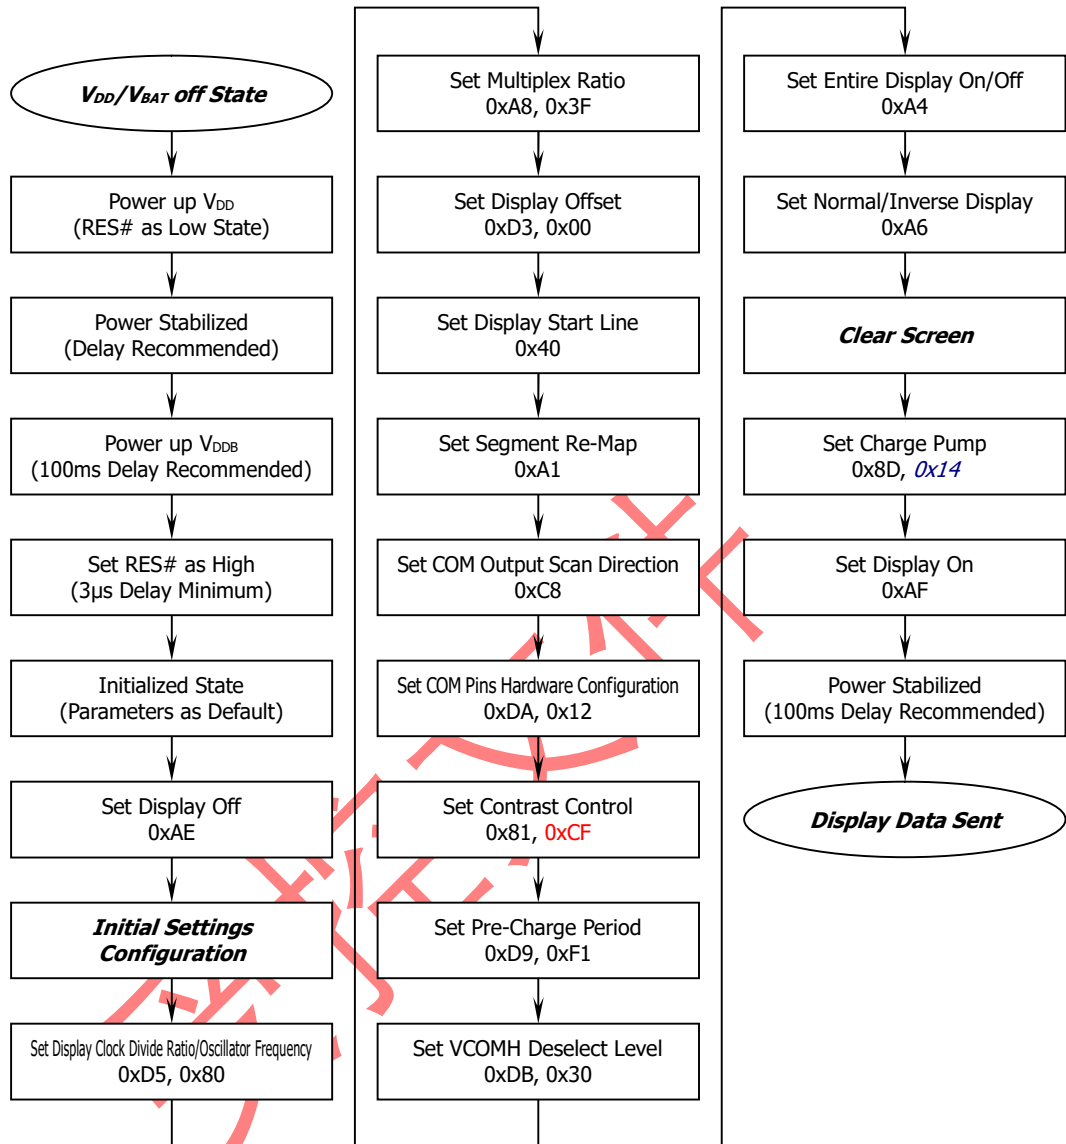 VDD/VBAT off State
Power up VDD
(RES# as Low State)
Power Stabilized
(Delay Recommended)
Power up VDDB
(100ms Delay Recommended)
Set RES# as High
(3µs Delay Minimum)
Initialized State
(Parameters as Default)
Set Display Off
0xAE
Initial Settings
Configuration
Set Display Clock Divide Ratio/Oscillator Frequency
0xD5, 0x80
Set Multiplex Ratio
0xA8, 0x3F
Set Display Offset
0xD3, 0x00
Set Display Start Line
0x40
Set Segment Re-Map
0xA1
Set COM Output Scan Direction
0xC8
Set COM Pins Hardware Configuration
0xDA, 0x12
Set Contrast Control
0x81, 0xCF
Set Pre-Charge Period
0xD9, 0xF1
Set VCOMH Deselect Level
0xDB, 0x30
Set Entire Display On/Off
0xA4
Set Normal/Inverse Display
0xA6
Clear Screen
Set Charge Pump
0x8D, 0x14
Set Display On
0xAF
Power Stabilized
(100ms Delay Recommended)
Display Data Sent